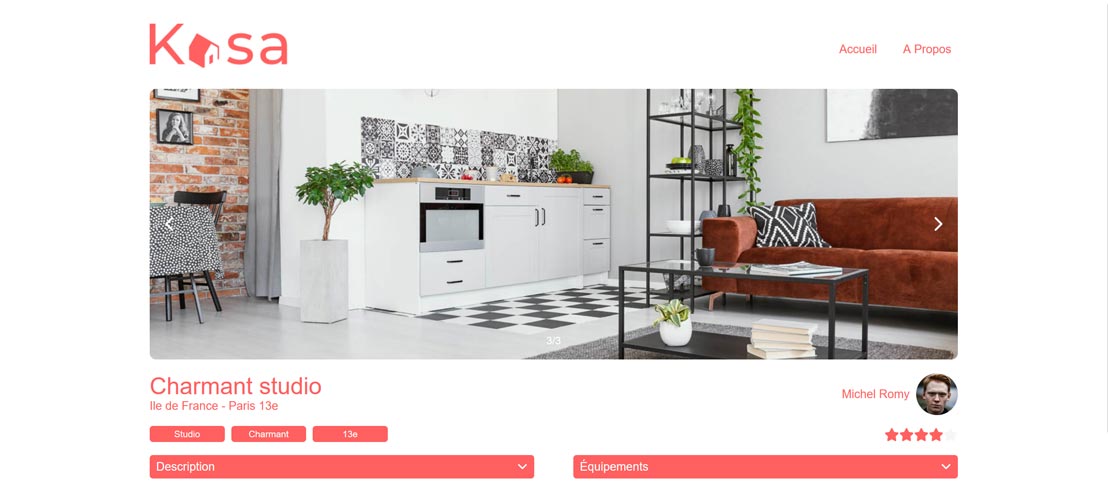 Kasa
Accueil
A Propos
3/3
Charmant studio
Ile de France - Paris 13e
Michel Romy
Studio
Charmant
13e
Description
Équipements